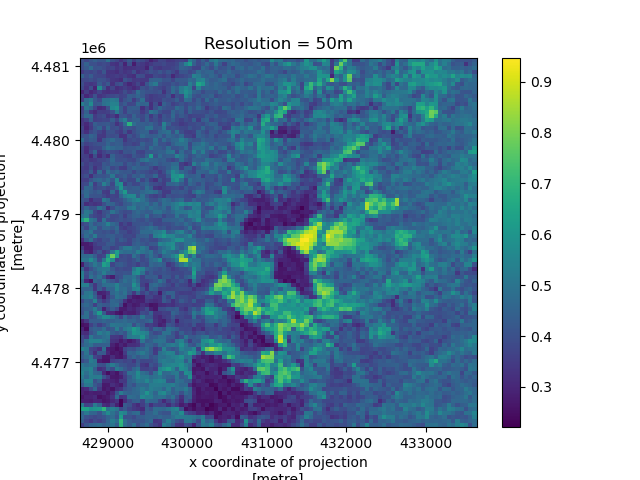 Resolution = 50m
1e6
4.481
4.480
4.479
4.478
4.477
y coordinate of projection
[metre]
429000 430000 431000 432000 433000
x coordinate of projection
[metre]
0.9
0.8
0.7
0.6
0.5
0.4
0.3